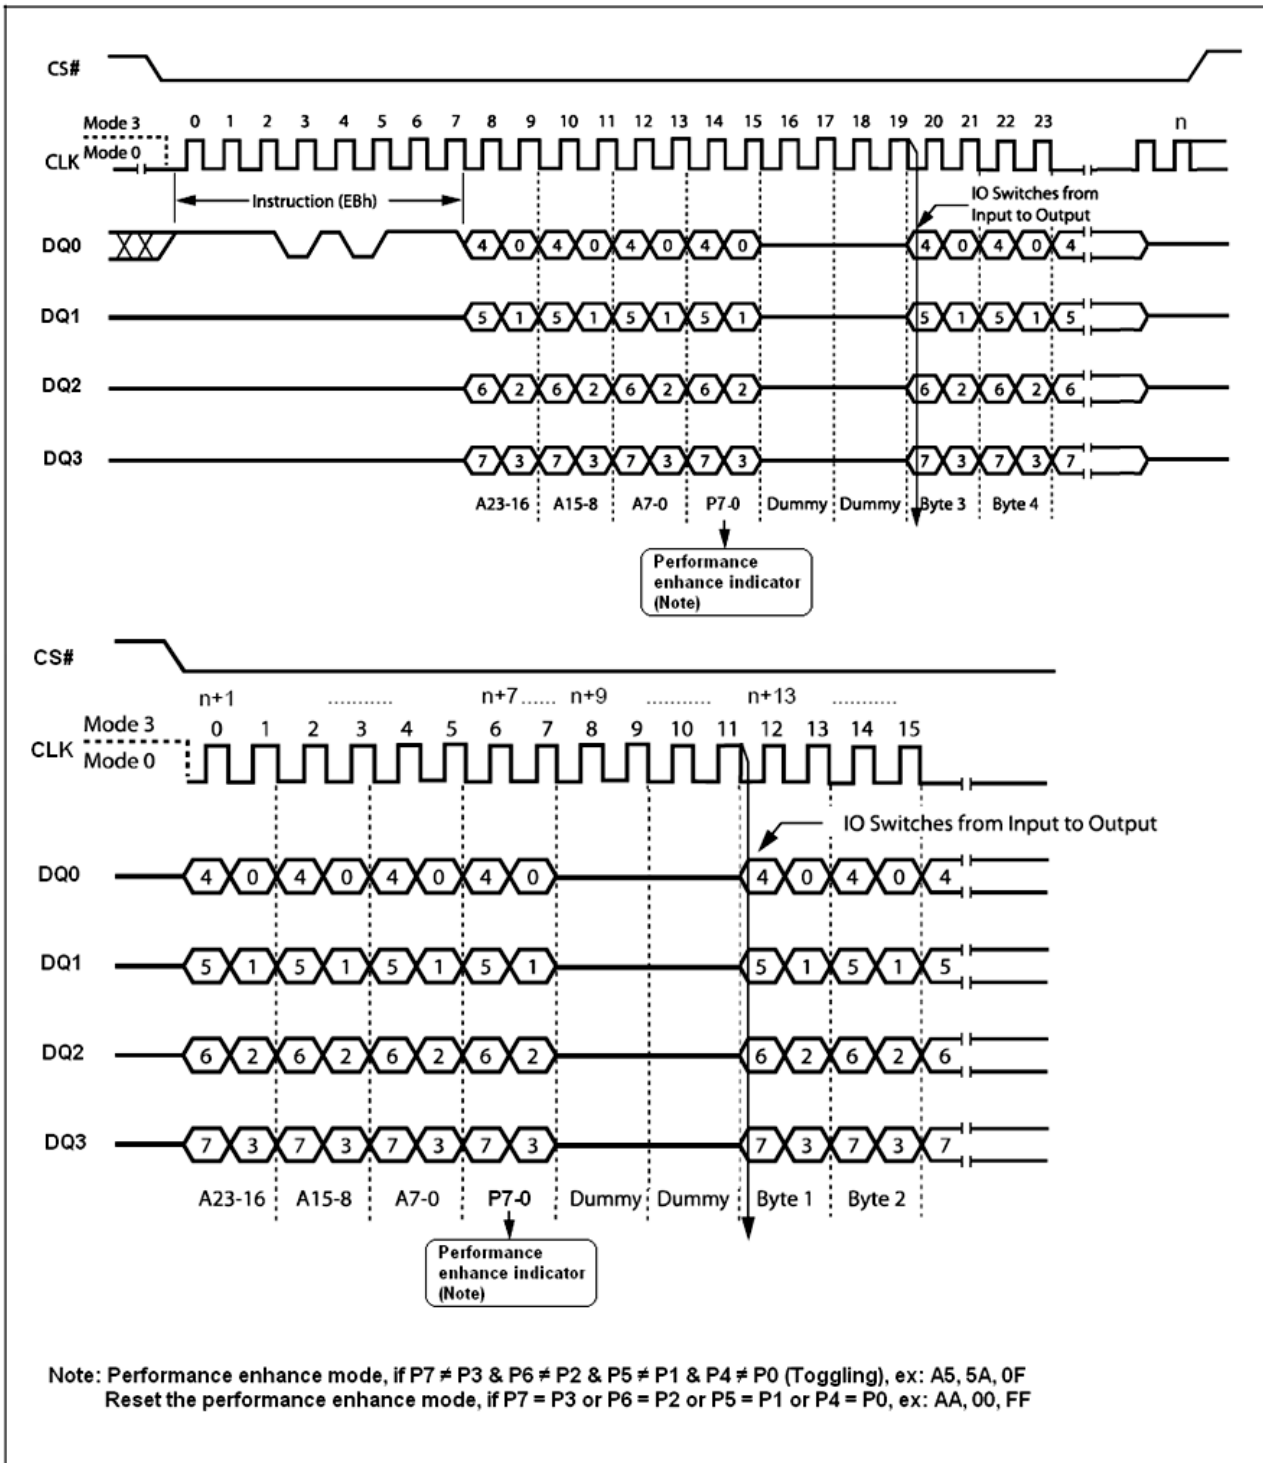 CS#
Mode 3
Mode 0
CLK
0 1 2 3 4 5 6 7 8 9 10 11 12 13 14 15 16 17 18 19 20 21 22 23 n
Instruction (EBh)
IO Switches from
Input to Output
DQ0 4 0 4 0 4 0 4 0 4 0 4 0 4
DQ1 5 1 5 1 5 1 5 1 5 1 5 1 5
DQ2 6 2 6 2 6 2 6 2 6 2 6 2 6
DQ3 7 3 7 3 7 3 7 3 7 3 7 3 7
A23-16 A15-8 A7-0 P7-0 Dummy Dummy Byte 3 Byte 4
Performance
enhance indicator
(Note)
CS#
n+1 ........... n+7 ...... n+9 ........... n+13 ...........
Mode 3
Mode 0
CLK
0 1 2 3 4 5 6 7 8 9 10 11 12 13 14 15
IO Switches from Input to Output
DQ0 4 0 4 0 4 0 4 0 4 0 4 0 4
DQ1 5 1 5 1 5 1 5 1 5 1 5 1 5
DQ2 6 2 6 2 6 2 6 2 6 2 6 2 6
DQ3 7 3 7 3 7 3 7 3 7 3 7 3 7
A23-16 A15-8 A7-0 P7-0 Dummy Dummy Byte 1 Byte 2
Performance
enhance indicator
(Note)
Note: Performance enhance mode, if P7 ≠ P3 & P6 ≠ P2 & P5 ≠ P1 & P4 ≠ P0 (Toggling), ex: A5, 5A, 0F
Reset the performance enhance mode, if P7 = P3 or P6 = P2 or P5 = P1 or P4 = P0, ex: AA, 00, FF